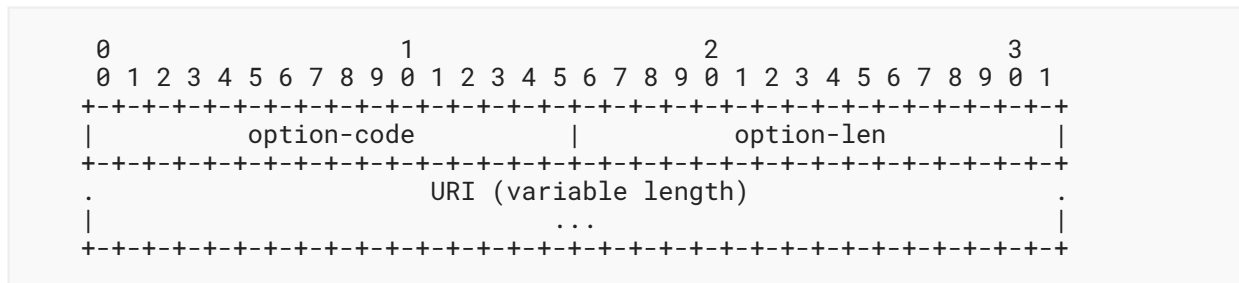 0                   1                   2                   3
 0 1 2 3 4 5 6 7 8 9 0 1 2 3 4 5 6 7 8 9 0 1 2 3 4 5 6 7 8 9 0 1
+-+-+-+-+-+-+-+-+-+-+-+-+-+-+-+-+-+-+-+-+-+-+-+-+-+-+-+-+-+-+-+-+
|          option-code          |          option-len           |
+-+-+-+-+-+-+-+-+-+-+-+-+-+-+-+-+-+-+-+-+-+-+-+-+-+-+-+-+-+-+-+-+
.                      URI (variable length)                    .
|                              ...                              |
+-+-+-+-+-+-+-+-+-+-+-+-+-+-+-+-+-+-+-+-+-+-+-+-+-+-+-+-+-+-+-+-+